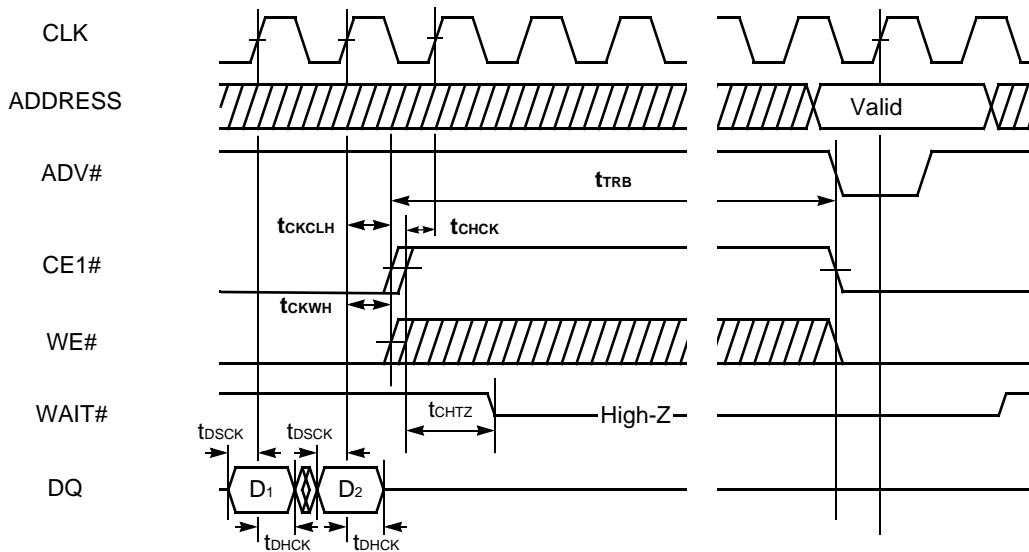 CLK
ADDRESS
Valid
ADV#
tTRB
tCKCLH
tCHCK
CE1#
tCKWH
WE#
WAIT#
tCHTZ
High-Z
tDSCK
tDSCK
DQ
D1
D2
tDHCK
tDHCK